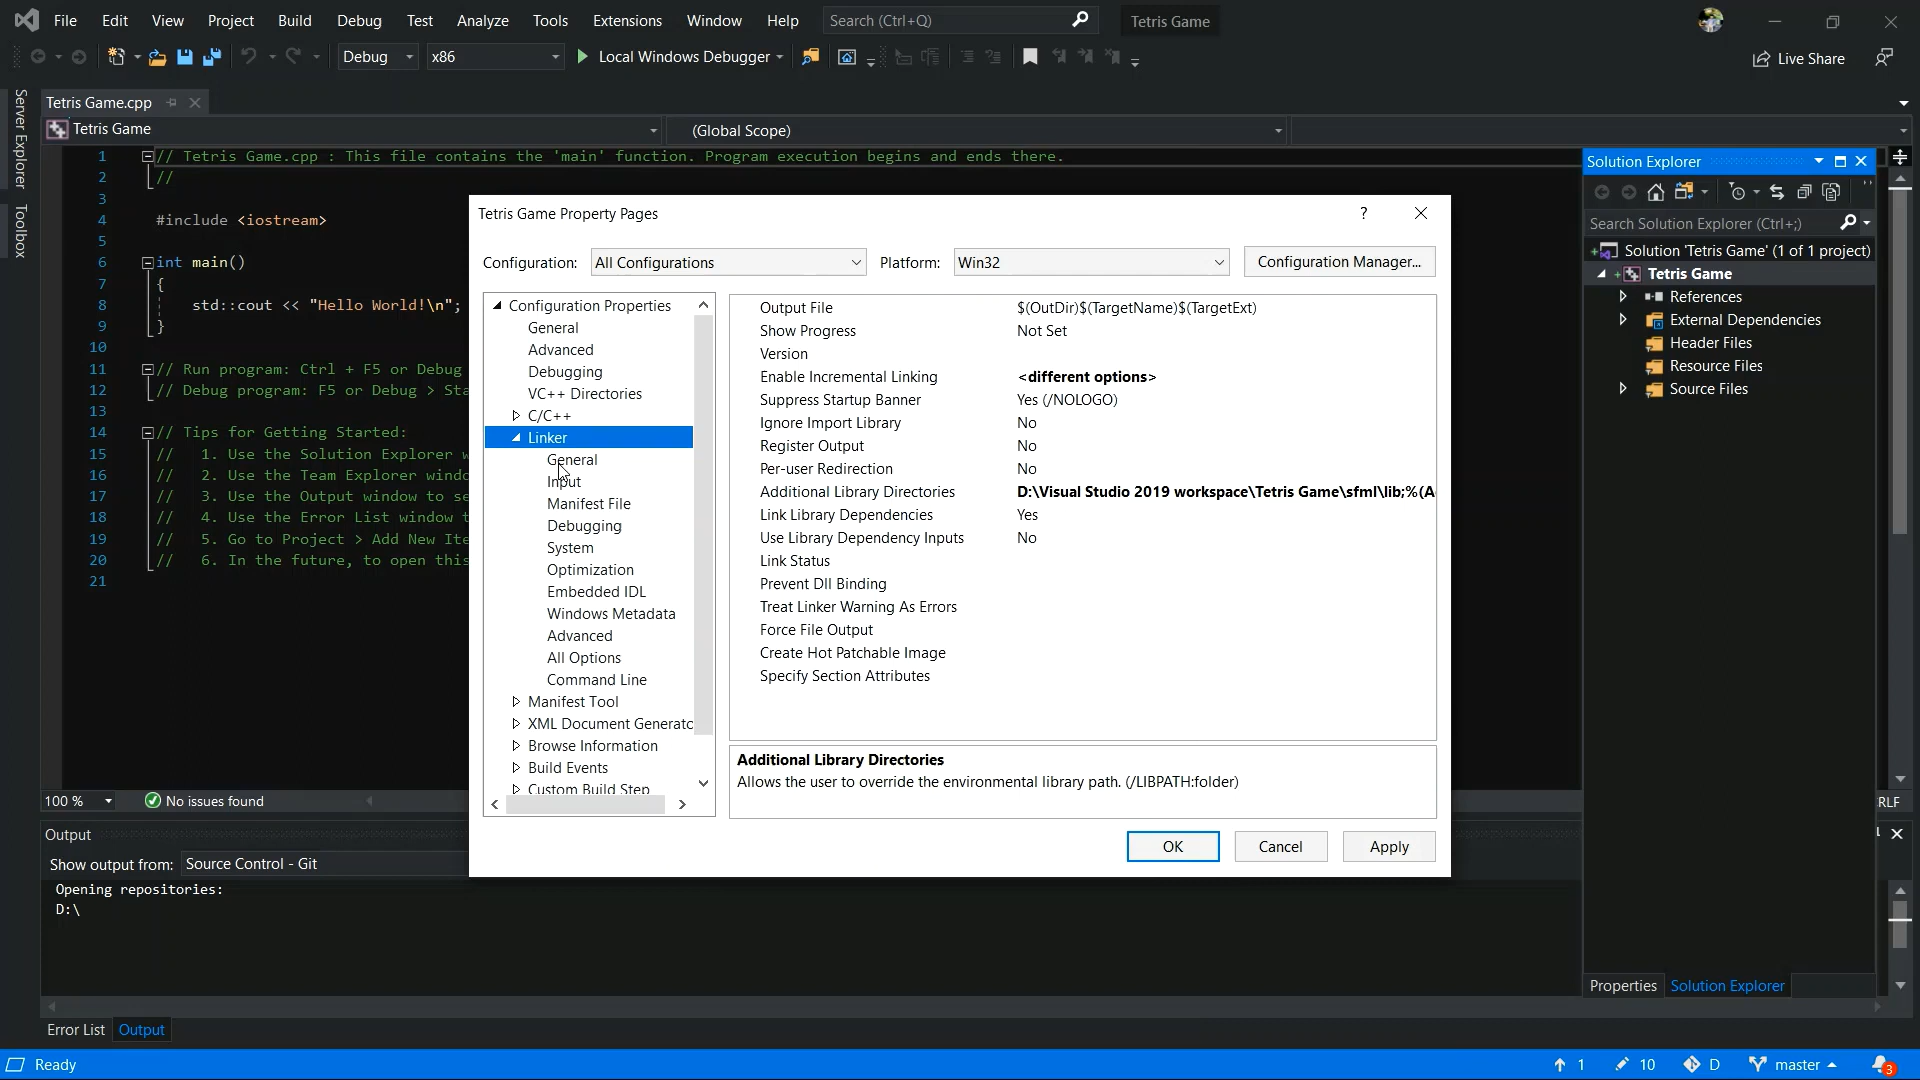 File Edit View Project Build Debug Test Analyze Tools Extensions Window Help Search (Ctrl+Q) Tetris Game
Debug x86 Local Windows Debugger Live Share
Server Explorer
Toolbox
Tetris Game.cpp
Tetris Game (Global Scope)
1 // Tetris Game.cpp : This file contains the 'main' function. Program execution begins and ends there.
2 //
3
4 #include <iostream>
5
6 int main()
7 {
8 std::cout << "Hello World!\n";
9 }
10
11 // Run program: Ctrl + F5 or Debug
12 // Debug program: F5 or Debug > Sta
13
14 // Tips for Getting Started:
15 // 1. Use the Solution Explorer w
16 // 2. Use the Team Explorer windo
17 // 3. Use the Output window to se
18 // 4. Use the Error List window t
19 // 5. Go to Project > Add New Ite
20 // 6. In the future, to open this
21
100 % No issues found
RLF
Tetris Game Property Pages ?
Configuration: All Configurations Platform: Win32 Configuration Manager...
Configuration Properties
General
Advanced
Debugging
VC++ Directories
C/C++
Linker
General
Input
Manifest File
Debugging
System
Optimization
Embedded IDL
Windows Metadata
Advanced
All Options
Command Line
Manifest Tool
XML Document Generato
Browse Information
Build Events
Custom Build Step
Output File $(OutDir)$(TargetName)$(TargetExt)
Show Progress Not Set
Version
Enable Incremental Linking <different options>
Suppress Startup Banner Yes (/NOLOGO)
Ignore Import Library No
Register Output No
Per-user Redirection No
Additional Library Directories D:\Visual Studio 2019 workspace\Tetris Game\sfml\lib;%(A
Link Library Dependencies Yes
Use Library Dependency Inputs No
Link Status
Prevent Dll Binding
Treat Linker Warning As Errors
Force File Output
Create Hot Patchable Image
Specify Section Attributes
Additional Library Directories
Allows the user to override the environmental library path. (/LIBPATH:folder)
OK Cancel Apply
Solution Explorer
Search Solution Explorer (Ctrl+;)
Solution 'Tetris Game' (1 of 1 project)
Tetris Game
References
External Dependencies
Header Files
Resource Files
Source Files
Properties Solution Explorer
Output
Show output from: Source Control - Git
Opening repositories:
D:\
Error List Output
Ready 1 10 D master 3